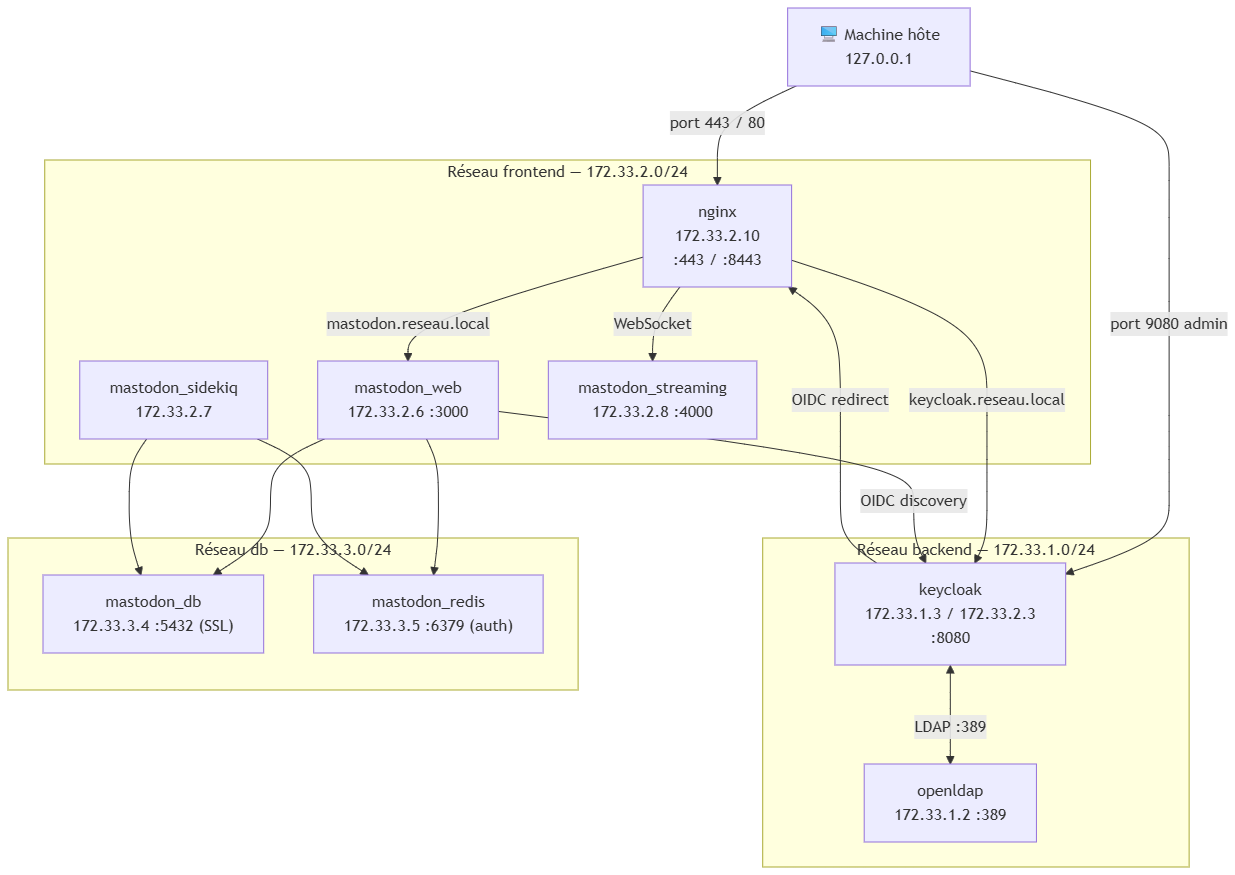 Machine hôte
127.0.0.1
port 443 / 80
Réseau frontend — 172.33.2.0/24
nginx
172.33.2.10
:443 / :8443
mastodon.reseau.local
WebSocket
port 9080 admin
mastodon_sidekiq
172.33.2.7
mastodon_web
172.33.2.6 :3000
mastodon_streaming
172.33.2.8 :4000
OIDC redirect
keycloak.reseau.local
OIDC discovery
Réseau db — 172.33.3.0/24
mastodon_db
172.33.3.4 :5432 (SSL)
mastodon_redis
172.33.3.5 :6379 (auth)
Réseau backend — 172.33.1.0/24
keycloak
172.33.1.3 / 172.33.2.3
:8080
LDAP :389
openldap
172.33.1.2 :389